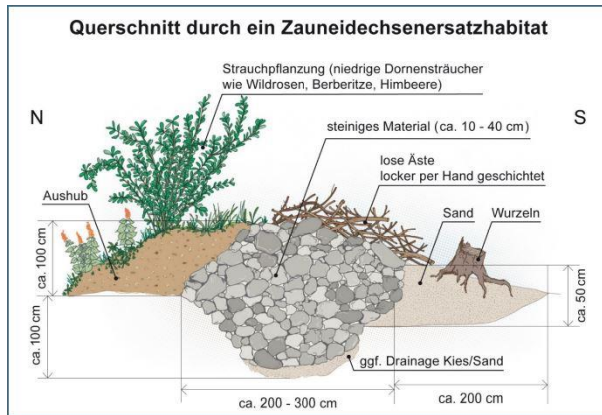 Querschnitt durch ein Zauneidechsenersatzhabitat
Strauchpflanzung (niedrige Dornensträucher
wie Wildrosen, Berberitze, Himbeere)
N
S
steiniges Material (ca. 10 - 40 cm)
lose Äste
locker per Hand geschichtet
Aushub
Sand
Wurzeln
ca. 100 cm
ca. 50 cm
ca. 100 cm
ggf. Drainage Kies/Sand
ca. 200 - 300 cm
ca. 200 cm